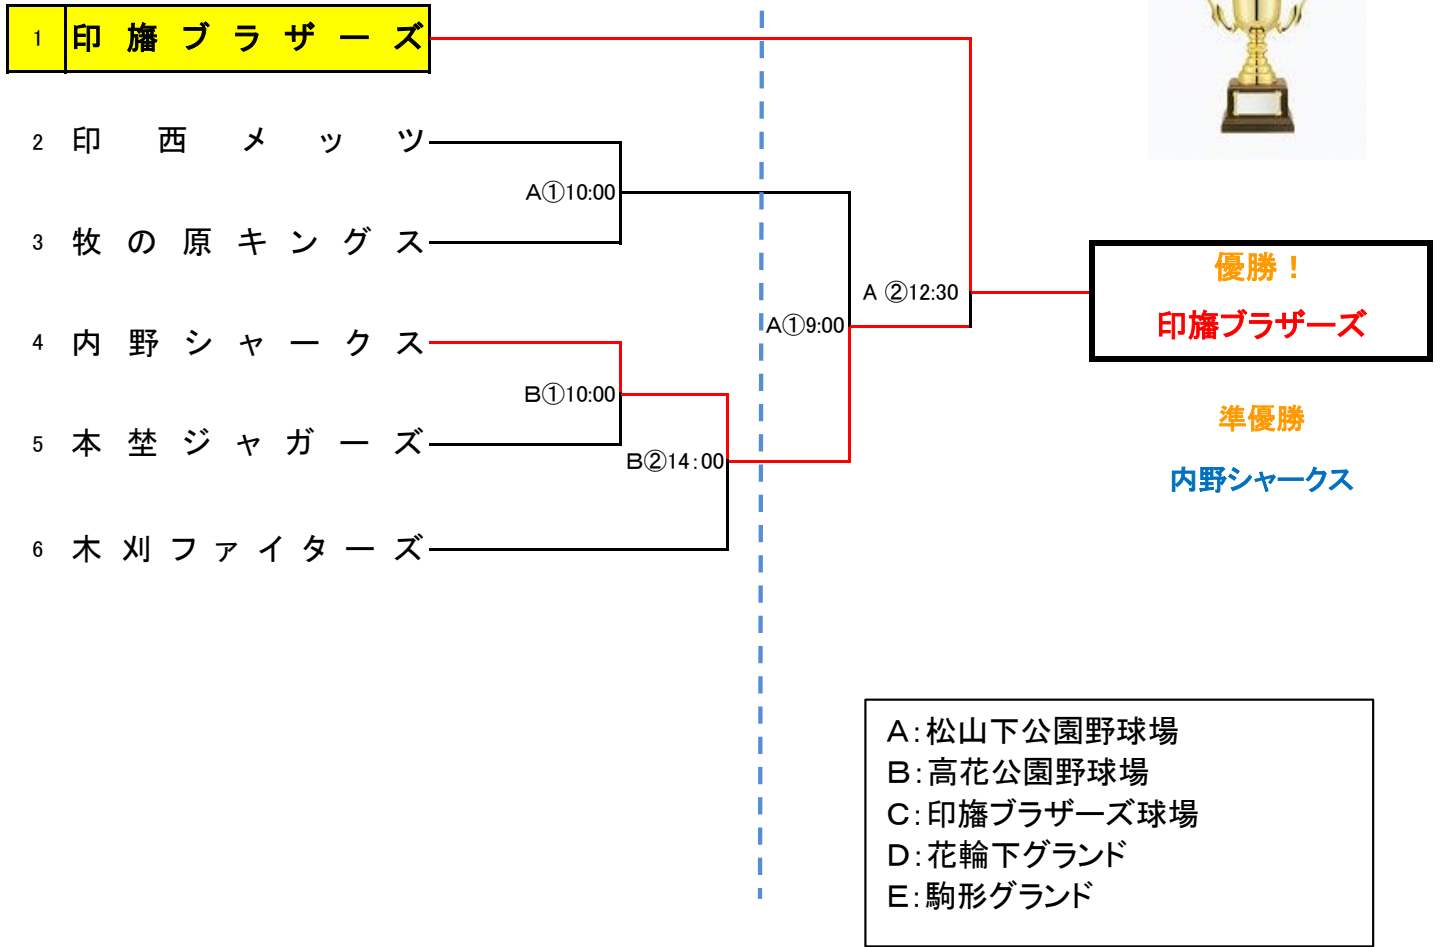 1 印旛ブラザーズ
2 印西メッツ
A①10:00
3 牧の原キングス
4 内野シャークス
B①10:00
5 本埜ジャガーズ
B②14:00
6 木刈ファイターズ
A①9:00
A ②12:30
優勝！
印旛ブラザーズ
準優勝
内野シャークス
A：松山下公園野球場
B：高花公園野球場
C：印旛ブラザーズ球場
D：花輪下グランド
E：駒形グランド